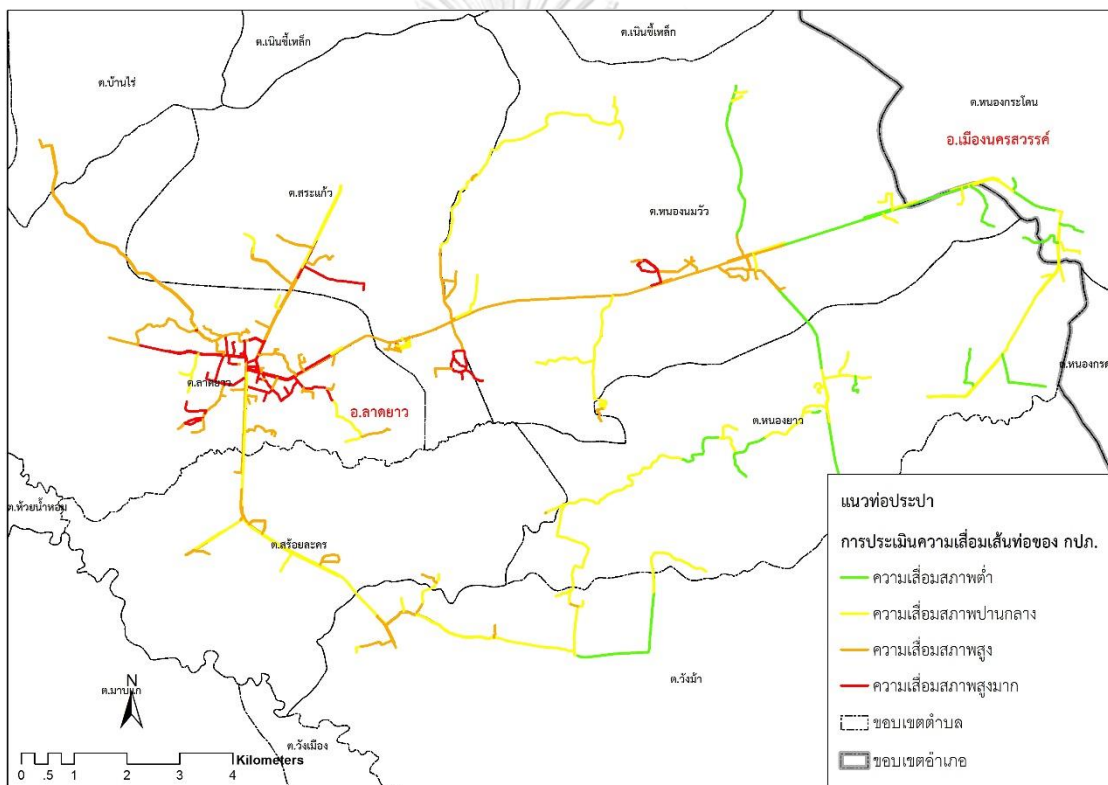 ต.เนินขี้เหล็ก
ต.เนินขี้เหล็ก
ต.บ้านไร่
ต.หนองกระโดน
อ.เมืองนครสวรรค์
ต.สระแก้ว
ต.หนองนมวัว
ต.หนองกรด
ต.ลาดยาว
อ.ลาดยาว
ต.หนองยาว
ต.ห้วยน้ำหอม
ต.สร้อยละคร
ต.วังม้า
ต.มาบแก
ต.วังเมือง
N
Kilometers
0 .5 1 2 3 4
แนวท่อประปา
การประเมินความเสื่อมเส้นท่อของ กปภ.
ความเสื่อมสภาพต่ำ
ความเสื่อมสภาพปานกลาง
ความเสื่อมสภาพสูง
ความเสื่อมสภาพสูงมาก
ขอบเขตตำบล
ขอบเขตอำเภอ